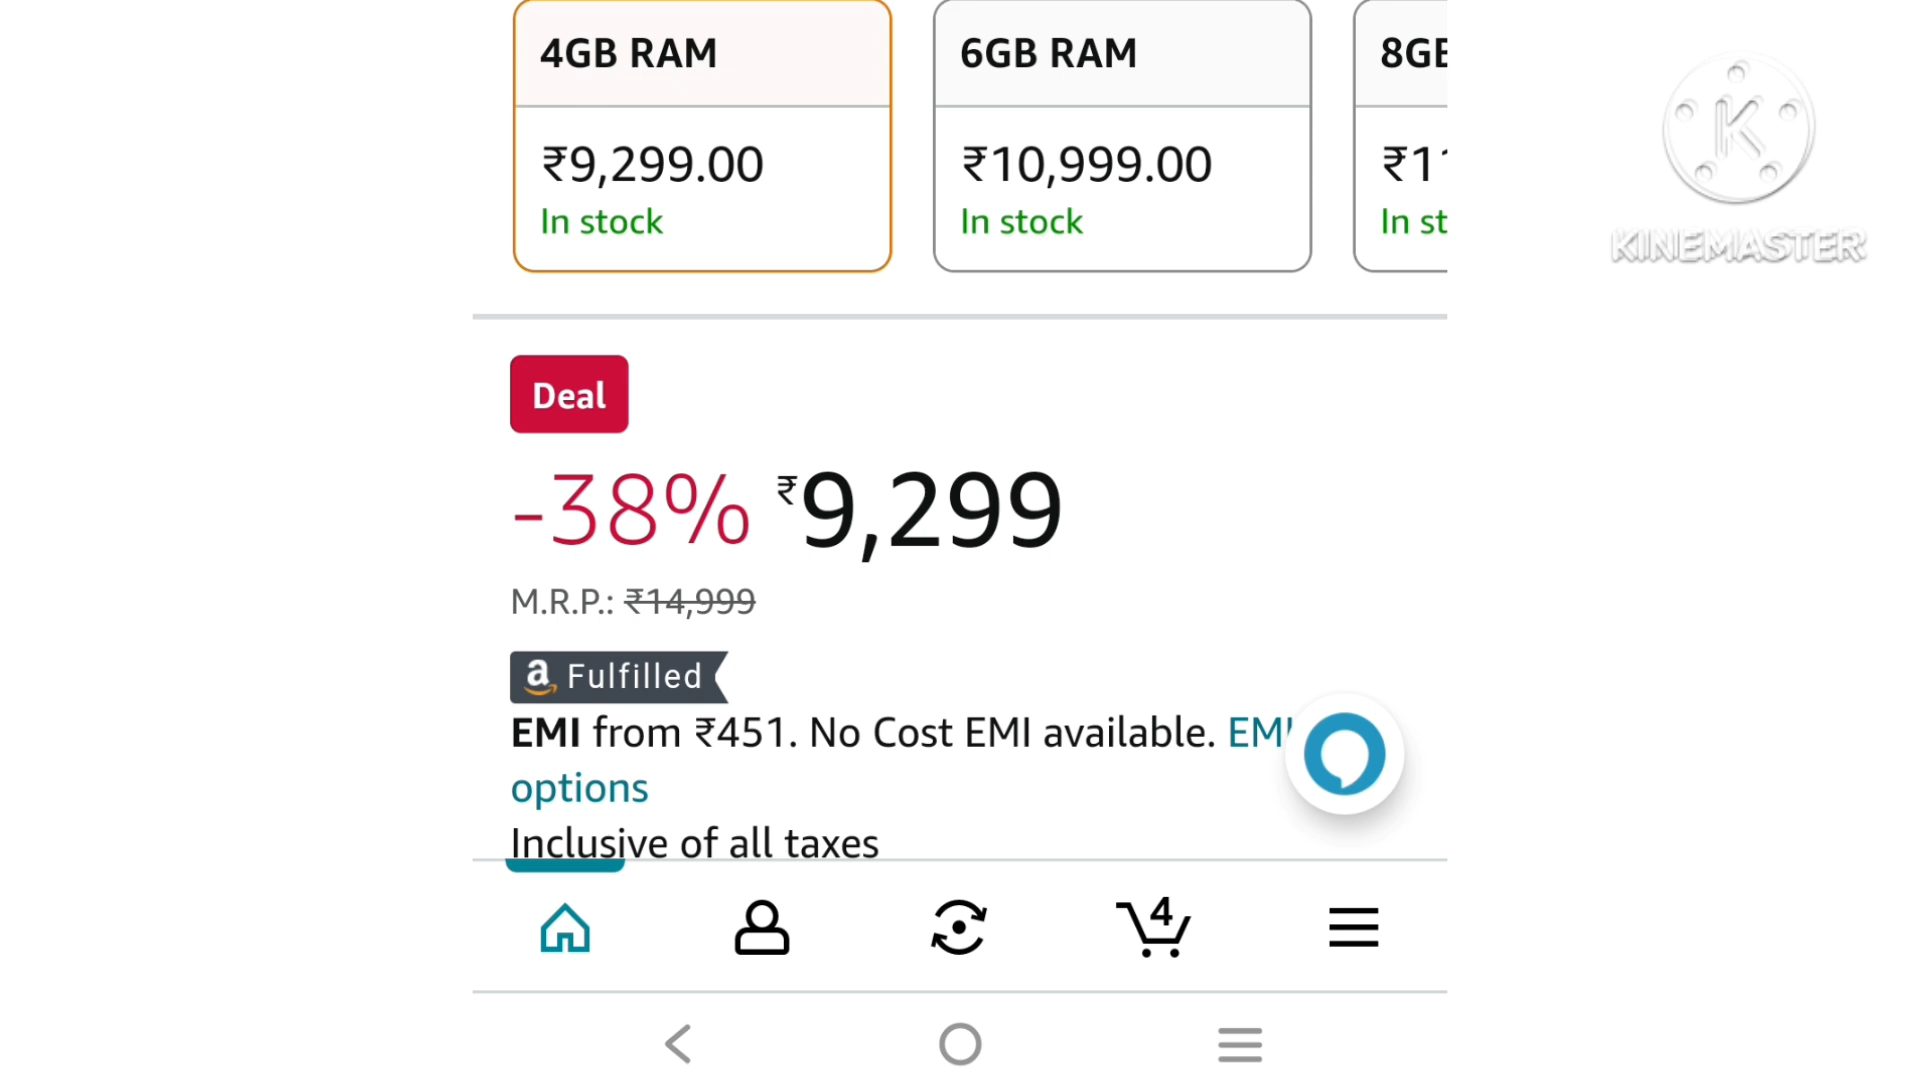 4GB RAM
6GB RAM
₹9,299.00
₹10,999.00
In stock
In stock
Deal
-38% ₹9,299
M.R.P.: ₹14,999
a Fulfilled
EMI from ₹451. No Cost EMI available. EMI
options
Inclusive of all taxes
4
K
KINEMASTER